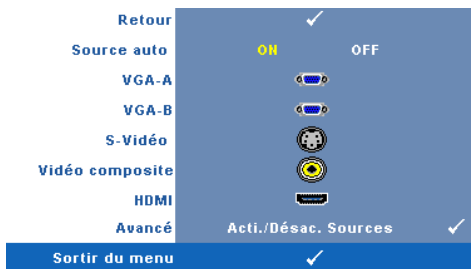 Retour
Source auto ON OFF
VGA-A
VGA-B
S-Vidéo
Vidéo composite
HDMI
Avancé Acti./Désac. Sources
Sortir du menu